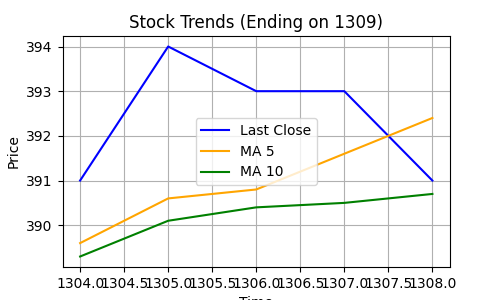 Stock Trends (Ending on 1309)
394
393
392
391
390
Price
Last Close
MA 5
MA 10
1304.0 1304.5 1305.0 1305.5 1306.0 1306.5 1307.0 1307.5 1308.0
Time